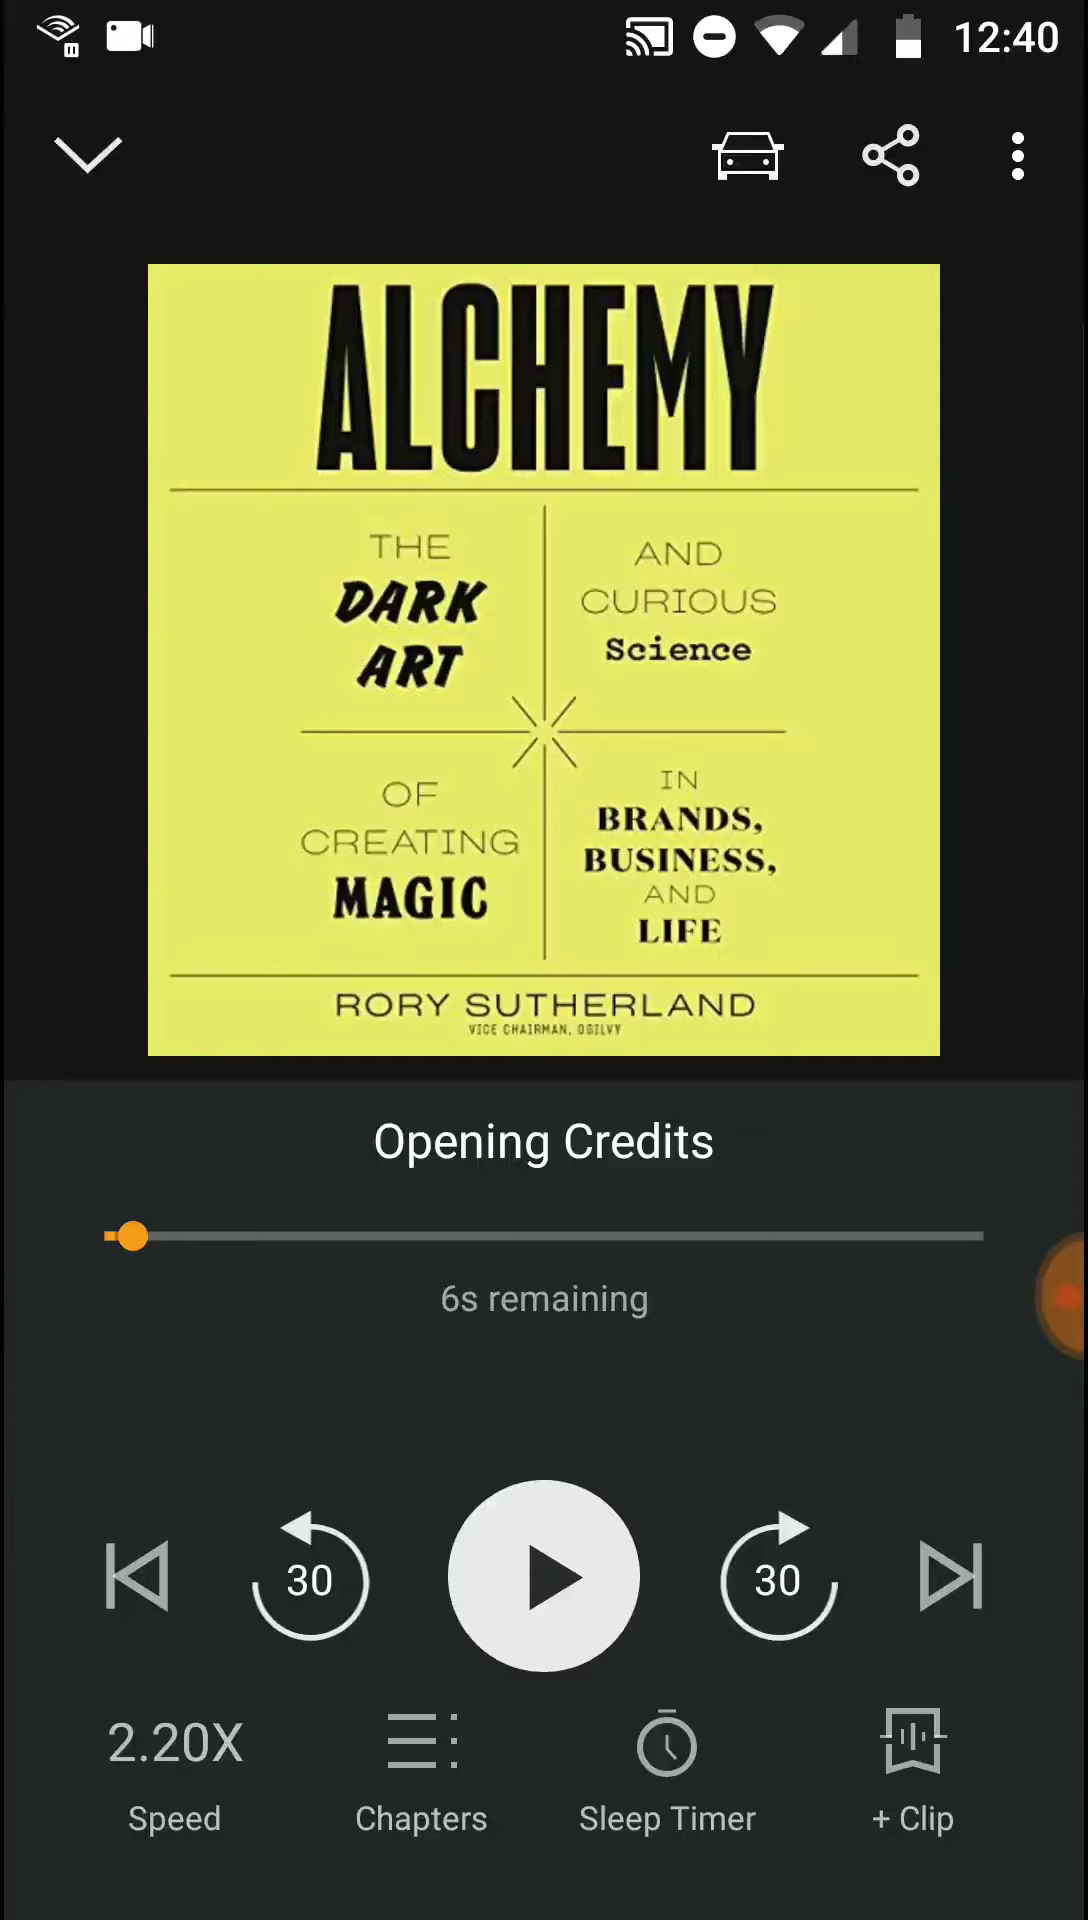 12:40
ALCHEMY
THE
DARK
ART
AND
CURIOUS
Science
OF
CREATING
MAGIC
IN
BRANDS,
BUSINESS,
AND
LIFE
RORY SUTHERLAND
VICE CHAIRMAN, OGILVY
Opening Credits
6s remaining
30
30
2.20X
Speed
Chapters
Sleep Timer
+ Clip